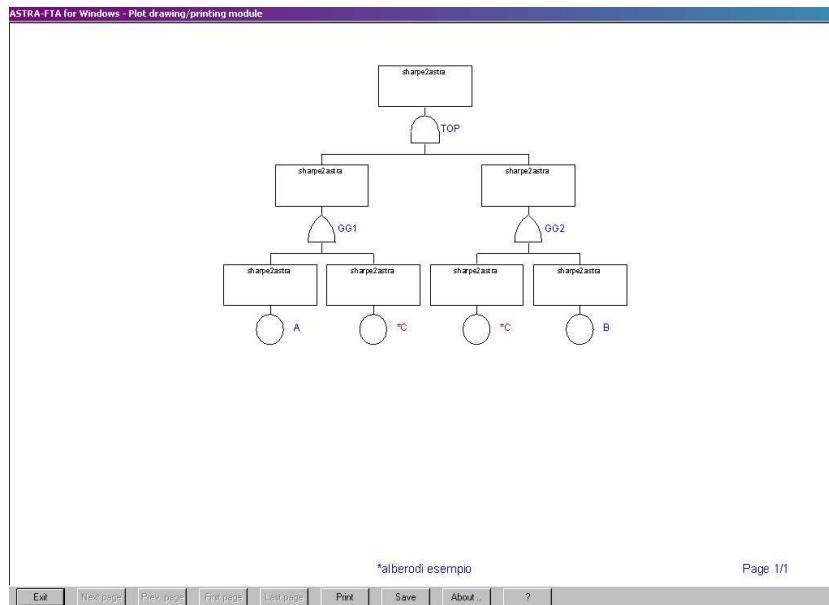 ASTRA-FTA for Windows - Plot drawing/printing module
sharpe2astra
TOP
sharpe2astra sharpe2astra
GG1 GG2
sharpe2astra sharpe2astra sharpe2astra sharpe2astra
A *C *C B
*alberodi esempio Page 1/1
Exit Next page Prev. page First page Last page Print Save About .. ?